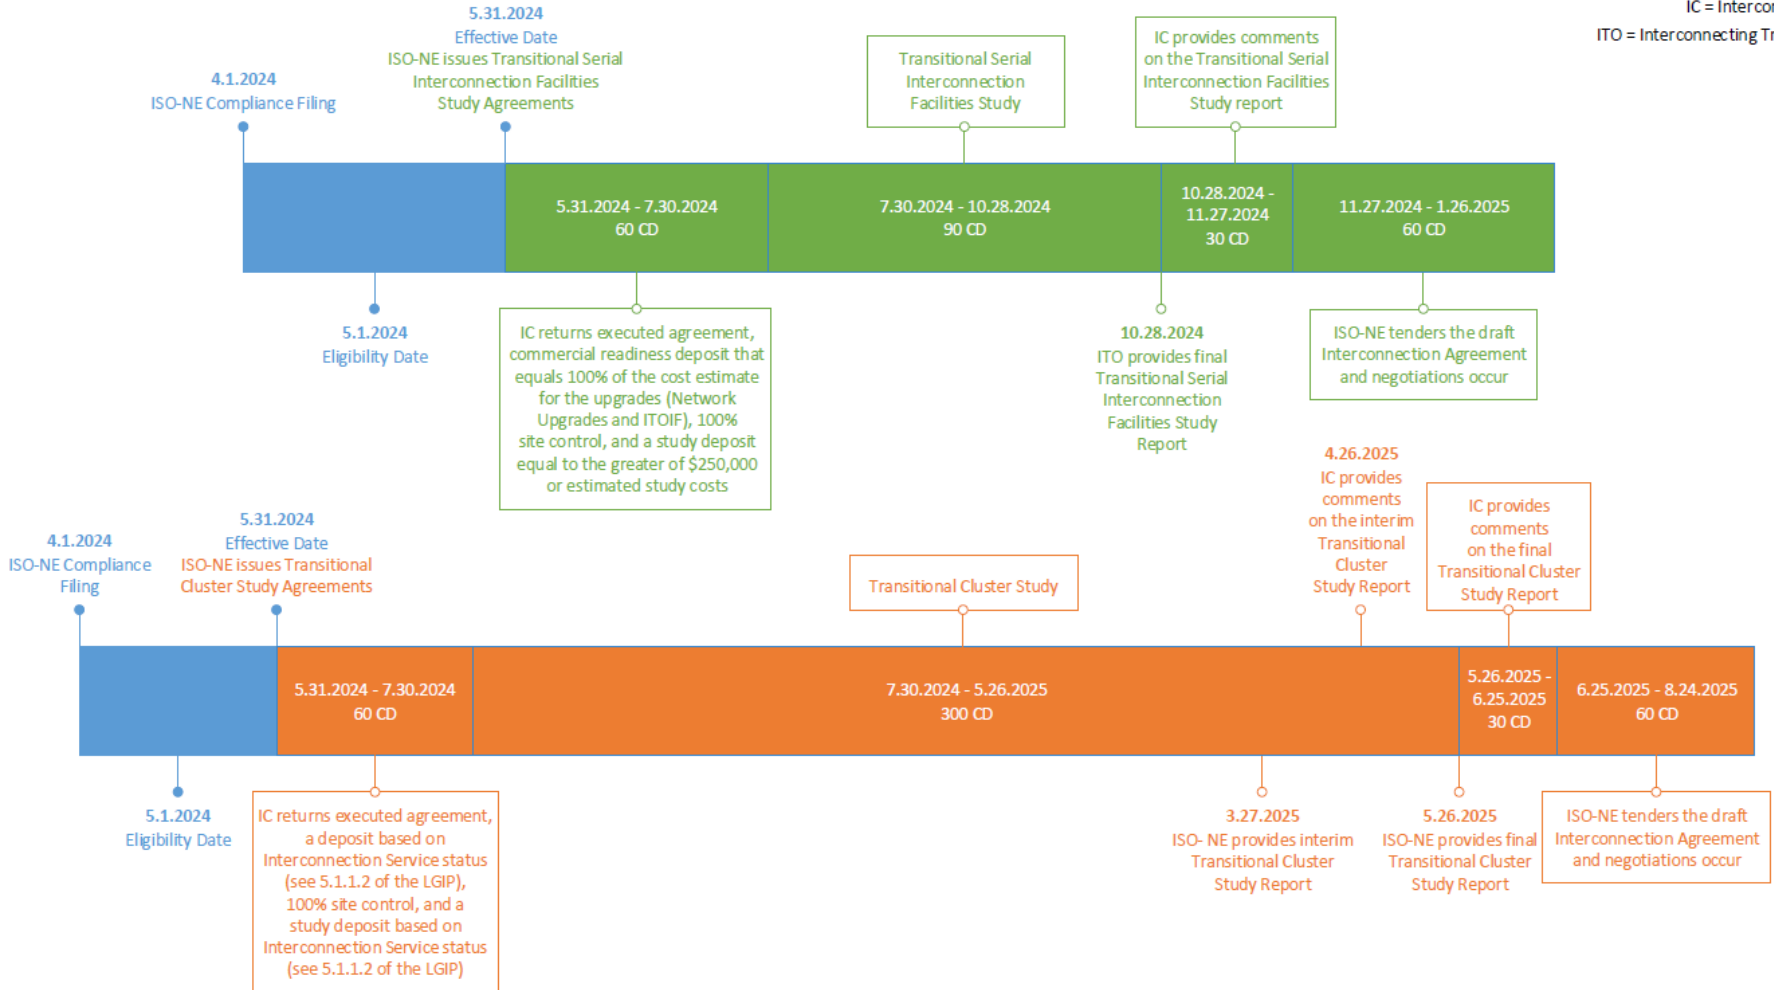 IC = Interco
ITO = Interconnecting Tr
5.31.2024
Effective Date
ISO-NE issues Transitional Serial
Interconnection Facilities
Study Agreements
4.1.2024
ISO-NE Compliance Filing
Transitional Serial
Interconnection
Facilities Study
IC provides comments
on the Transitional Serial
Interconnection Facilities
Study report
5.31.2024 - 7.30.2024
60 CD
7.30.2024 - 10.28.2024
90 CD
10.28.2024 -
11.27.2024
30 CD
11.27.2024 - 1.26.2025
60 CD
5.1.2024
Eligibility Date
IC returns executed agreement,
commercial readiness deposit that
equals 100% of the cost estimate
for the upgrades (Network
Upgrades and ITOIF), 100%
site control, and a study deposit
equal to the greater of $250,000
or estimated study costs
10.28.2024
ITO provides final
Transitional Serial
Interconnection
Facilities Study
Report
ISO-NE tenders the draft
Interconnection Agreement
and negotiations occur
4.1.2024
ISO-NE Compliance
Filing
5.31.2024
Effective Date
ISO-NE issues Transitional
Cluster Study Agreements
Transitional Cluster Study
4.26.2025
IC provides
comments
on the interim
Transitional
Cluster
Study Report
IC provides
comments
on the final
Transitional Cluster
Study Report
5.31.2024 - 7.30.2024
60 CD
7.30.2024 - 5.26.2025
300 CD
5.26.2025 -
6.25.2025
30 CD
6.25.2025 - 8.24.2025
60 CD
5.1.2024
Eligibility Date
IC returns executed agreement,
a deposit based on
Interconnection Service status
(see 5.1.1.2 of the LGIP),
100% site control, and a
study deposit based on
Interconnection Service status
(see 5.1.1.2 of the LGIP)
3.27.2025
ISO- NE provides interim
Transitional Cluster
Study Report
5.26.2025
ISO-NE provides final
Transitional Cluster
Study Report
ISO-NE tenders the draft
Interconnection Agreement
and negotiations occur